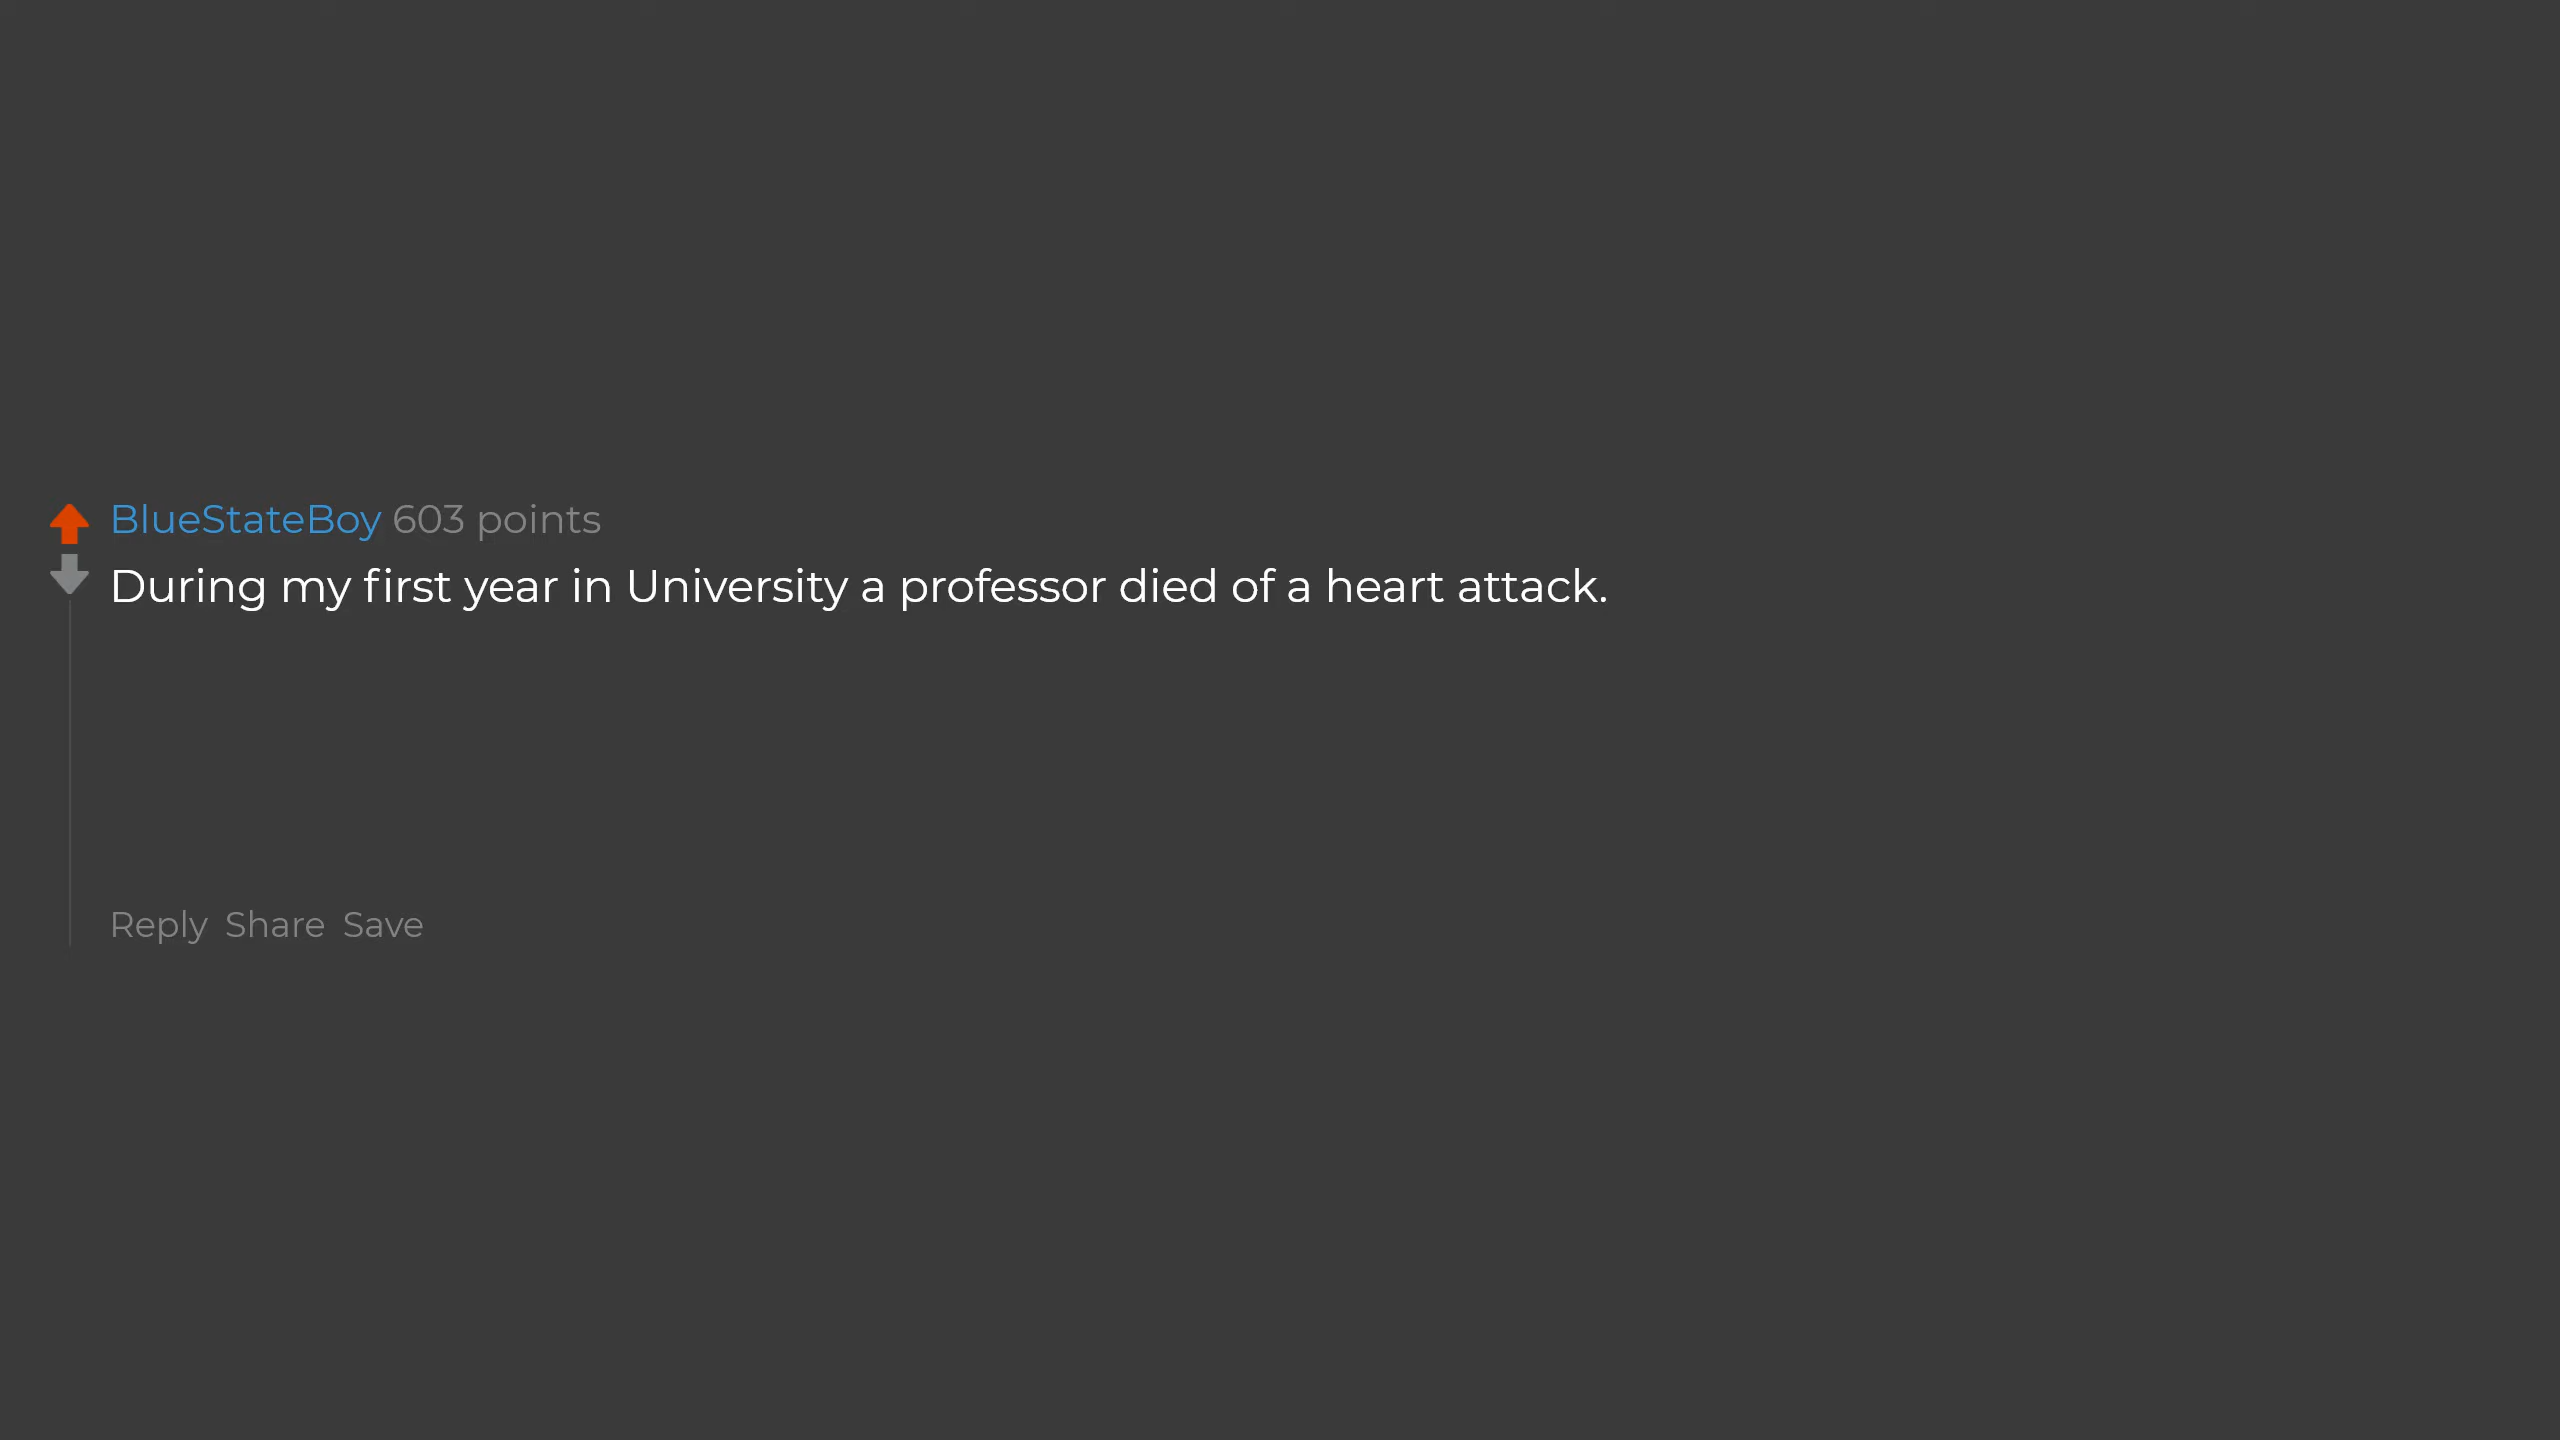 BlueStateBoy 603 points
During my first year in University a professor died of a heart attack.
Reply Share Save